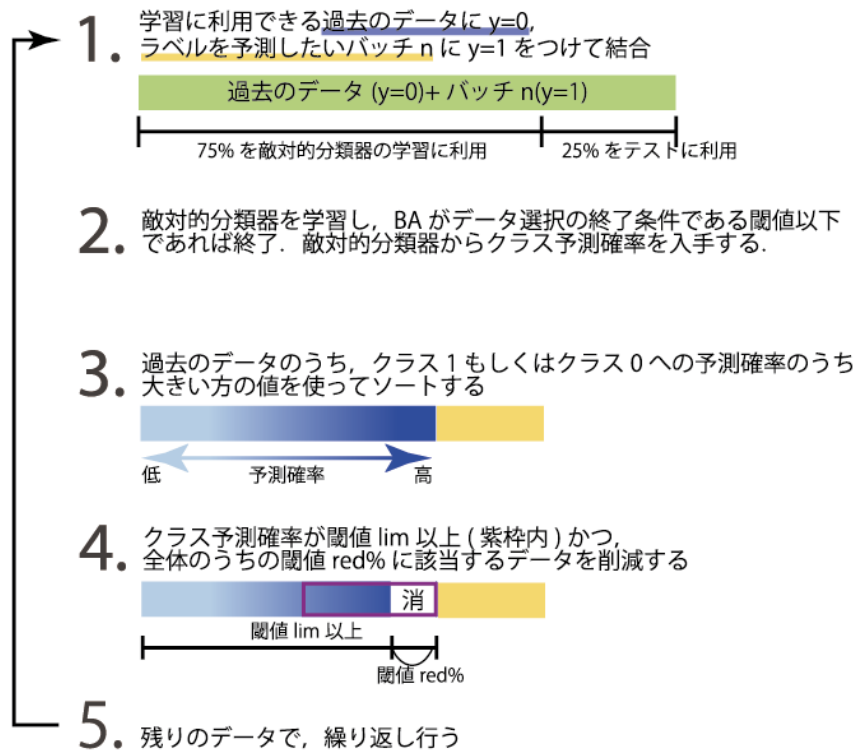 1. 学習に利用できる過去のデータに y=0,
ラベルを予測したいバッチ n に y=1 をつけて結合
過去のデータ (y=0)+ バッチ n(y=1)
75% を敵対的分類器の学習に利用
25% をテストに利用
2. 敵対的分類器を学習し，BA がデータ選択の終了条件である閾値以下
であれば終了．敵対的分類器からクラス予測確率を入手する.
3. 過去のデータのうち，クラス 1 もしくはクラス 0 への予測確率のうち
大きい方の値を使ってソートする
低 予測確率 高
4. クラス予測確率が閾値 lim 以上 ( 紫枠内 ) かつ,
全体のうちの閾値 red% に該当するデータを削減する
消
閾値 lim 以上
閾値 red%
5. 残りのデータで，繰り返し行う